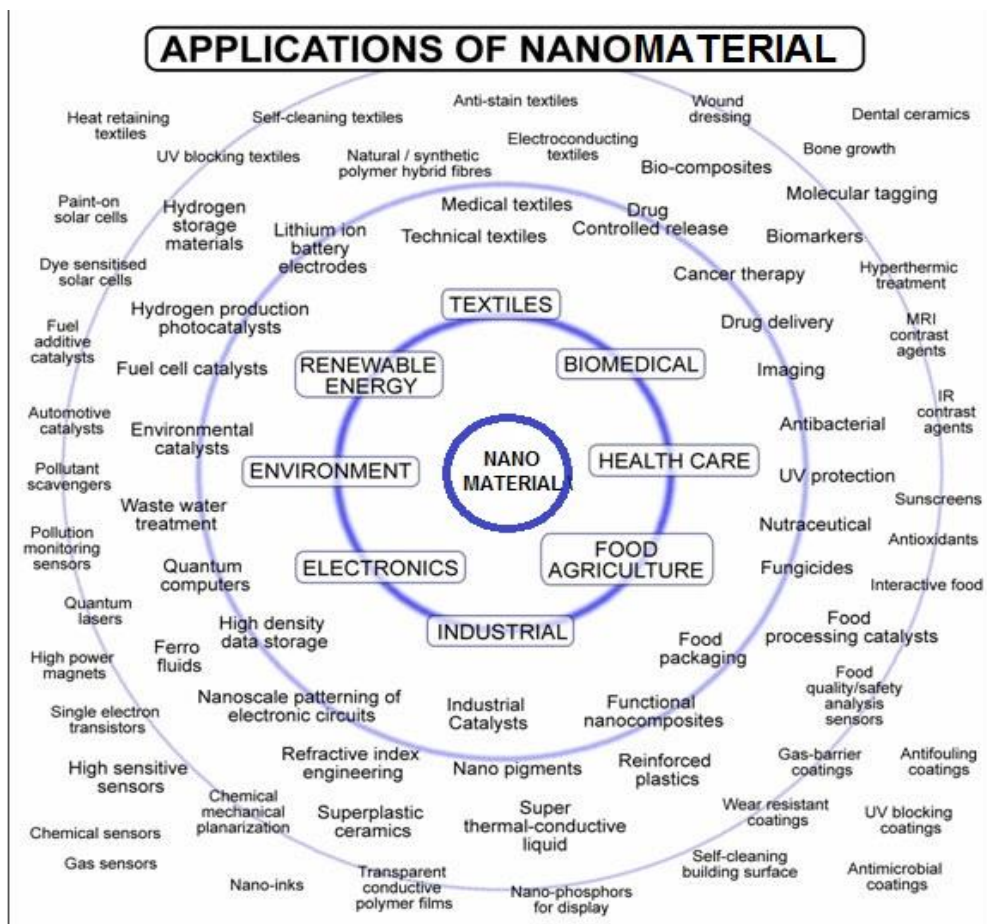 APPLICATIONS OF NANOMATERIAL
Anti-stain textiles
Wound
dressing
Dental ceramics
Heat retaining
textiles
Self-cleaning textiles
Electroconducting
textiles
Bone growth
UV blocking textiles
Natural / synthetic
polymer hybrid fibres
Bio-composites
Molecular tagging
Paint-on
solar cells
Hydrogen
storage
materials
Lithium ion
battery
electrodes
Medical textiles
Technical textiles
Drug
Controlled release
Biomarkers
Dye sensitised
solar cells
Cancer therapy
Hyperthermic
treatment
Hydrogen production
photocatalysts
TEXTILES
Drug delivery
MRI
contrast
agents
Fuel
additive
catalysts
Fuel cell catalysts
RENEWABLE
ENERGY
BIOMEDICAL
Imaging
IR
contrast
agents
Automotive
catalysts
Environmental
catalysts
Antibacterial
ENVIRONMENT
NANO
MATERIAL
HEALTH CARE
Pollutant
scavengers
UV protection
Sunscreens
Waste water
treatment
Nutraceutical
Antioxidants
Pollution
monitoring
sensors
Quantum
computers
ELECTRONICS
FOOD
AGRICULTURE
Fungicides
Interactive food
Quantum
lasers
High density
data storage
INDUSTRIAL
Food
packaging
Food
processing catalysts
High power
magnets
Ferro
fluids
Food
quality/safety
analysis
sensors
Nanoscale patterning of
electronic circuits
Industrial
Catalysts
Functional
nanocomposites
Single electron
transistors
High sensitive
sensors
Refractive index
engineering
Nano pigments
Reinforced
plastics
Gas-barrier
coatings
Antifouling
coatings
Chemical
mechanical
planarization
Superplastic
ceramics
Super
thermal-conductive
liquid
Wear resistant
coatings
UV blocking
coatings
Chemical sensors
Gas sensors
Nano-inks
Transparent
conductive
polymer films
Nano-phosphors
for display
Self-cleaning
building surface
Antimicrobial
coatings